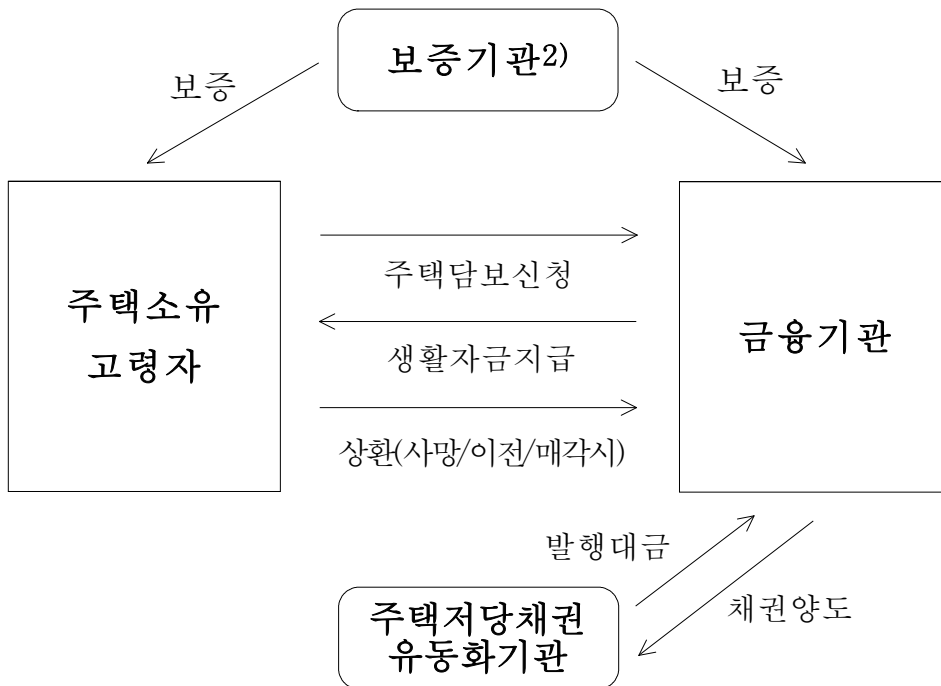 보증기관2)
보증
보증
주택소유
고령자
주택담보신청
생활자금지급
상환(사망/이전/매각시)
금융기관
발행대금
채권양도
주택저당채권
유동화기관